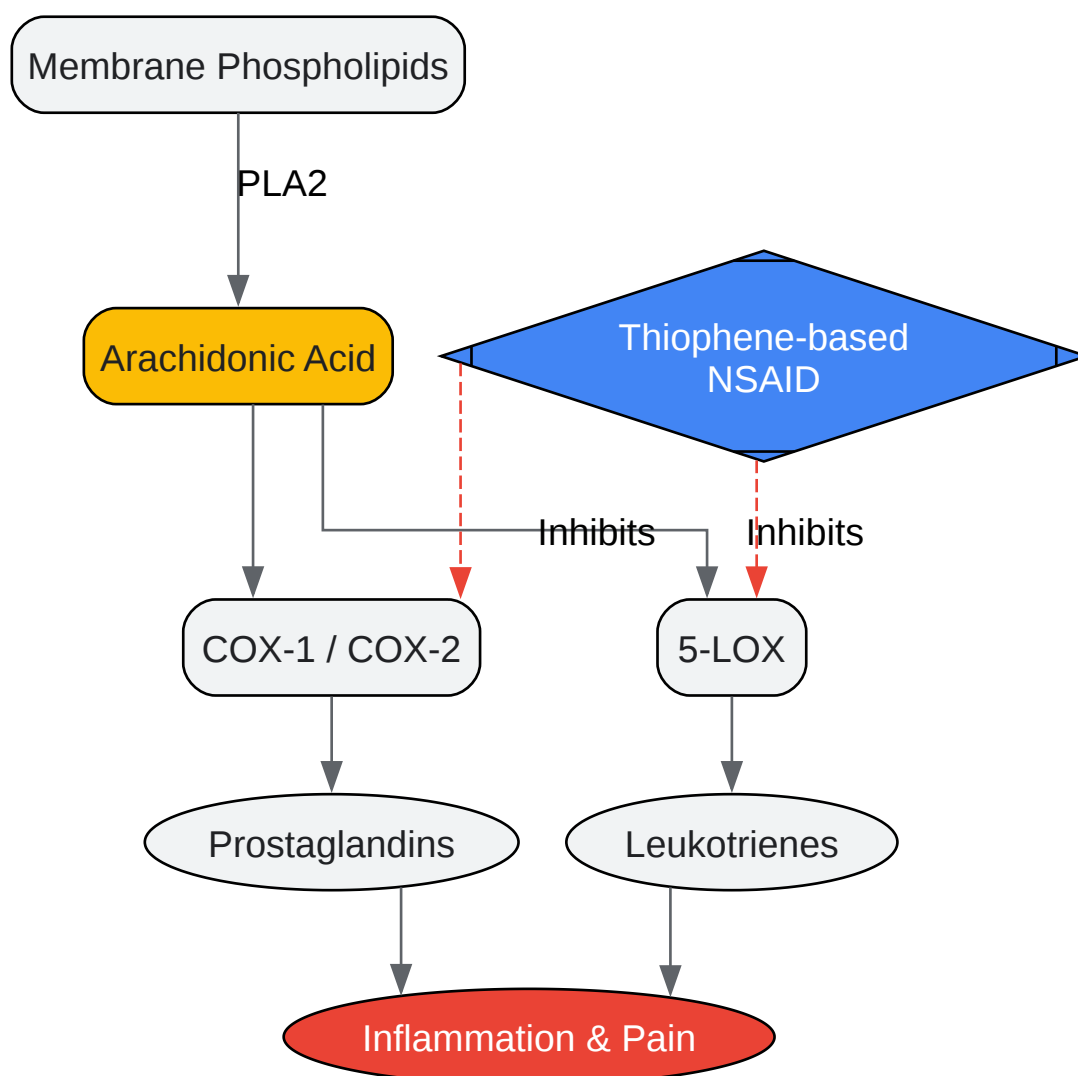 Membrane Phospholipids
PLA2
Arachidonic Acid
Thiophene-based
NSAID
Inhibits
Inhibits
COX-1 / COX-2
5-LOX
Prostaglandins
Leukotrienes
Inflammation & Pain